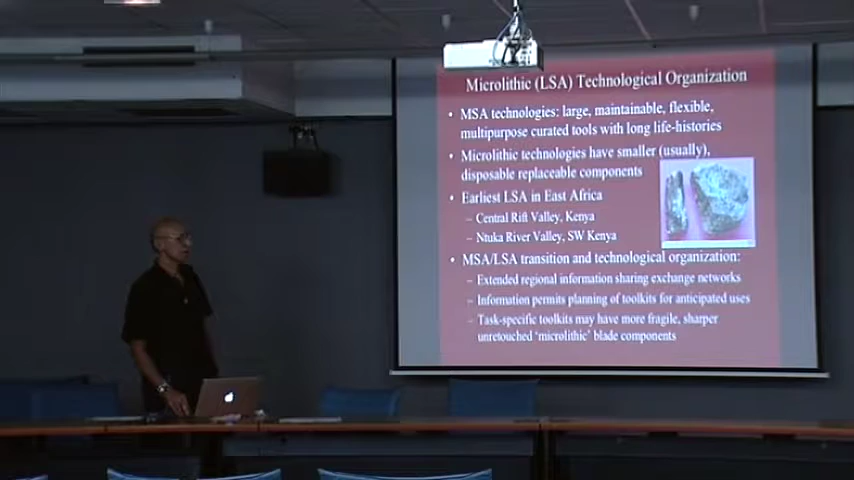 Microlithic (LSA) Technological Organization
• MSA technologies: large, maintainable, flexible,
multipurpose curated tools with long life-histories
• Microlithic technologies have smaller (usually),
disposable replaceable components
• Earliest LSA in East Africa
– Central Rift Valley, Kenya
– Ntuka River Valley, SW Kenya
• MSA/LSA transition and technological organization:
– Extended regional information sharing exchange networks
– Information permits planning of toolkits for anticipated uses
– Task-specific toolkits may have more fragile, sharper
unretouched 'microlithic' blade components